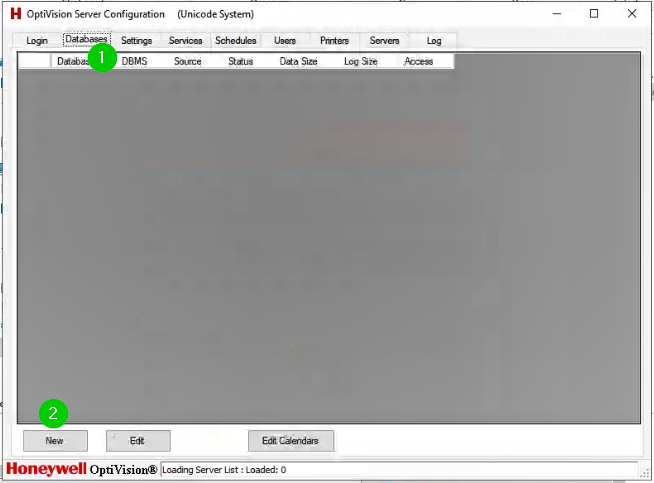 H OptiVision Server Configuration (Unicode System)
Login Databases Settings Services Schedules Users Printers Servers Log
1
Databas DBMS Source Status Data Size Log Size Access
2
New Edit Edit Calendars
Honeywell OptiVision® Loading Server List : Loaded: 0